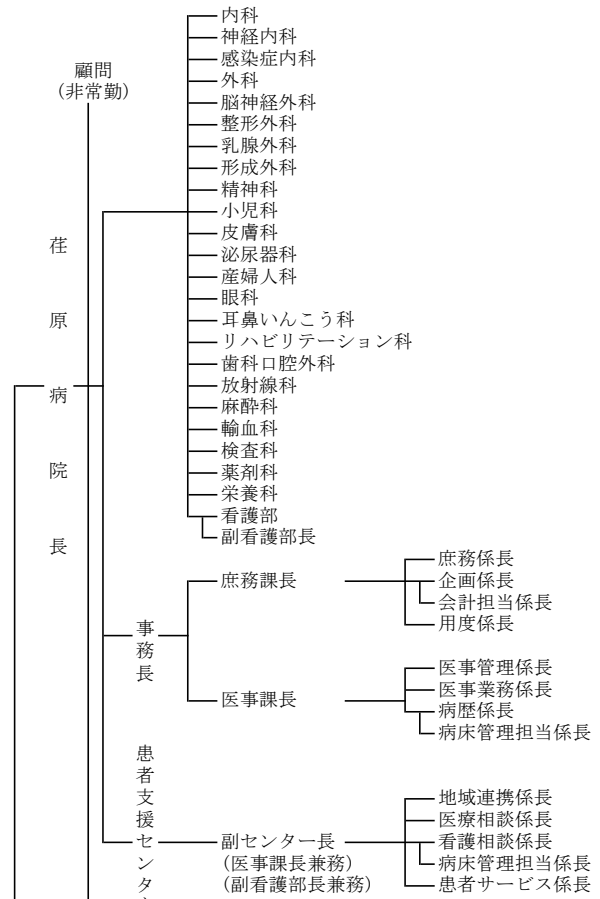 顧問
(非常勤)
荏原病院長
内科
神経内科
感染症内科
外科
脳神経外科
整形外科
乳腺外科
形成外科
精神科
小児科
皮膚科
泌尿器科
産婦人科
眼科
耳鼻いんこう科
リハビリテーション科
歯科口腔外科
放射線科
麻酔科
輸血科
検査科
薬剤科
栄養科
看護部
副看護部長
事務長
庶務課長
庶務係長
企画係長
会計担当係長
用度係長
医事課長
医事管理係長
医事業務係長
病歴係長
病床管理担当係長
患者支援センタ
副センター長
(医事課長兼務)
(副看護部長兼務)
地域連携係長
医療相談係長
看護相談係長
病床管理担当係長
患者サービス係長